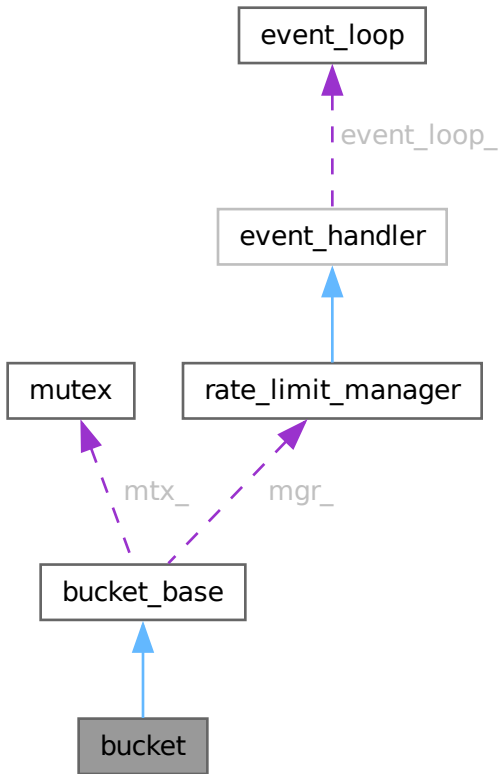 event_loop
event_loop_
event_handler
mutex
rate_limit_manager
mtx_
mgr_
bucket_base
bucket